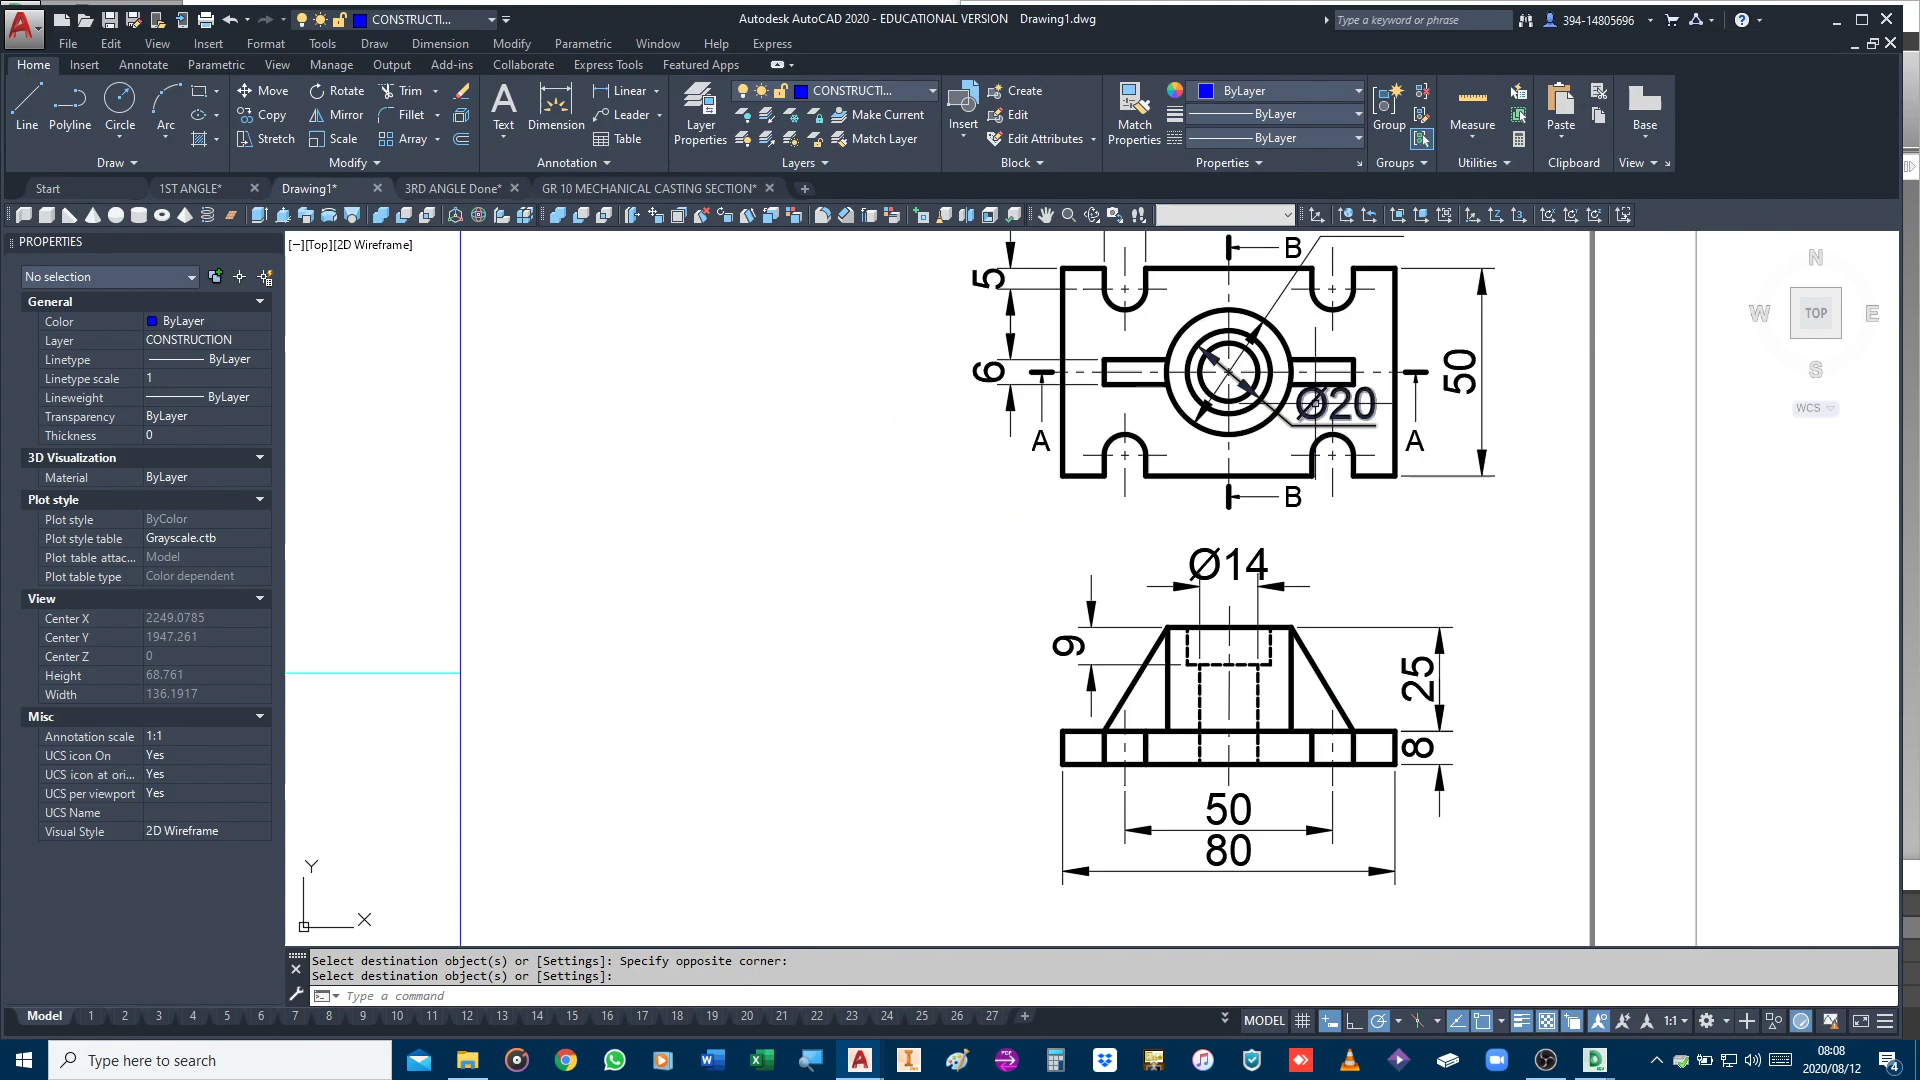 CONSTRUCTI...
Autodesk AutoCAD 2020 - EDUCATIONAL VERSION Drawing1.dwg
Type a keyword or phrase
394-14805696
File Edit View Insert Format Tools Draw Dimension Modify Parametric Window Help Express
Home Insert Annotate Parametric View Manage Output Add-ins Collaborate Express Tools Featured Apps
Line Polyline Circle Arc
Draw
Move Rotate Trim
Copy Mirror Fillet
Stretch Scale Array
Modify
Text Dimension
Linear
Leader
Table
Annotation
Layer Properties
CONSTRUCTI...
Make Current
Match Layer
Layers
Insert
Create
Edit
Edit Attributes
Block
Match Properties
ByLayer
ByLayer
ByLayer
Properties
Group
Groups
Measure
Utilities
Paste
Clipboard
Base
View
Start 1ST ANGLE* Drawing1* 3RD ANGLE Done* GR 10 MECHANICAL CASTING SECTION*
PROPERTIES
No selection
General
Color ByLayer
Layer CONSTRUCTION
Linetype ByLayer
Linetype scale 1
Lineweight ByLayer
Transparency ByLayer
Thickness 0
3D Visualization
Material ByLayer
Plot style
Plot style ByColor
Plot style table Grayscale.ctb
Plot table attac... Model
Plot table type Color dependent
View
Center X 2249.0785
Center Y 1947.261
Center Z 0
Height 68.761
Width 136.1917
Misc
Annotation scale 1:1
UCS icon On Yes
UCS icon at ori... Yes
UCS per viewport Yes
UCS Name
Visual Style 2D Wireframe
[−][Top][2D Wireframe]
B
5
6
50
Ø20
A A
B
Ø14
9
25
8
50
80
N
W TOP E
S
WCS
Y
X
Select destination object(s) or [Settings]: Specify opposite corner:
Select destination object(s) or [Settings]:
Type a command
Model 1 2 3 4 5 6 7 8 9 10 11 12 13 14 15 16 17 18 19 20 21 22 23 24 25 26 27
MODEL 1:1
Type here to search
08:08
2020/08/12
4